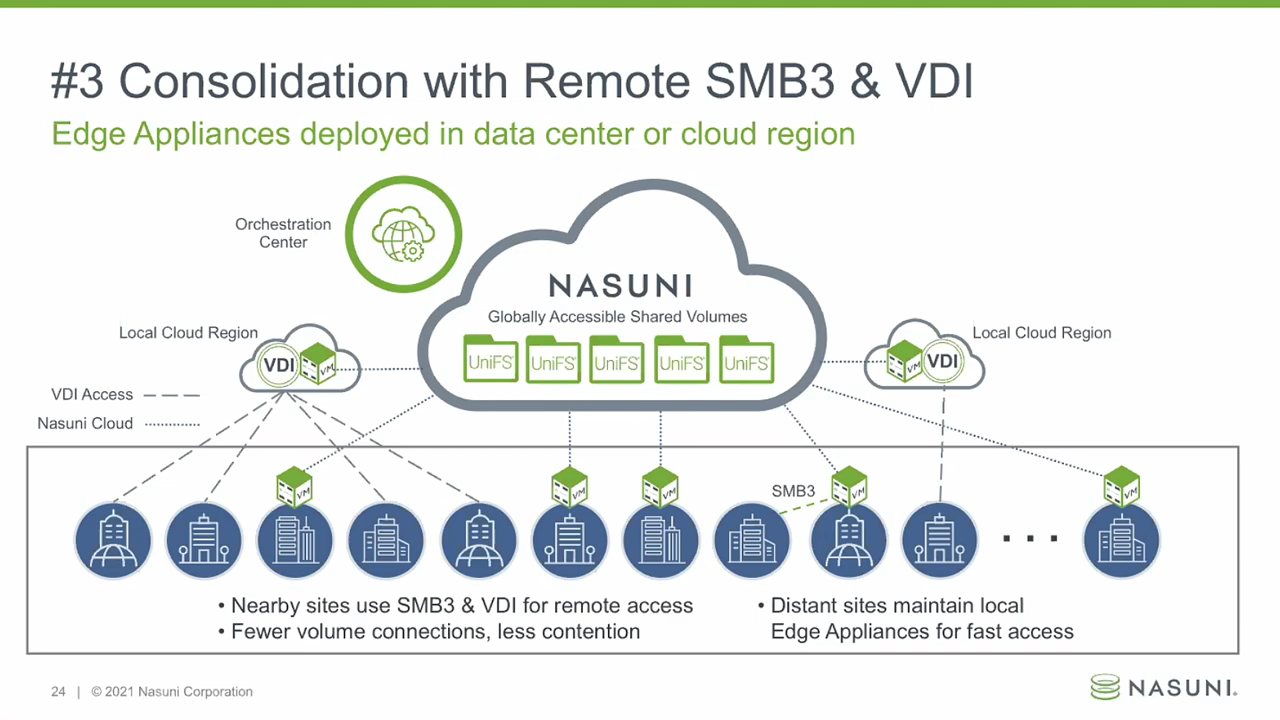 #3 Consolidation with Remote SMB3 & VDI
Edge Appliances deployed in data center or cloud region
Orchestration
Center
NASUNI
Globally Accessible Shared Volumes
UniFS® UniFS® UniFS® UniFS® UniFS®
Local Cloud Region
VDI VM
Local Cloud Region
VM VDI
VDI Access
Nasuni Cloud
VM
VM
VM
SMB3
VM
VM
. . .
• Nearby sites use SMB3 & VDI for remote access
• Fewer volume connections, less contention
• Distant sites maintain local
Edge Appliances for fast access
24 | © 2021 Nasuni Corporation
NASUNI®